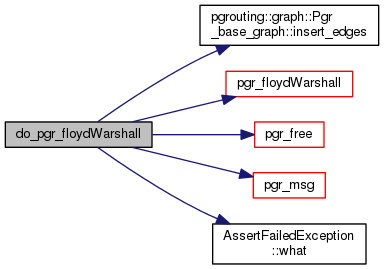 pgrouting::graph::Pgr
_base_graph::insert_edges
pgr_floydWarshall
do_pgr_floydWarshall
pgr_free
pgr_msg
AssertFailedException
::what